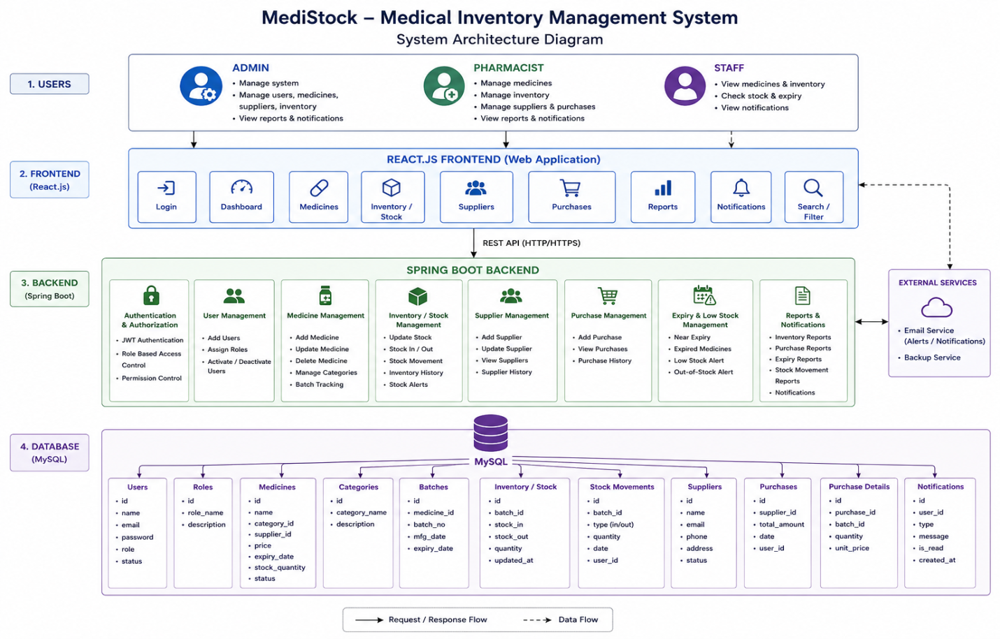 MediStock – Medical Inventory Management System
System Architecture Diagram
1. USERS
ADMIN
• Manage system
• Manage users, medicines,
suppliers, inventory
• View reports & notifications
PHARMACIST
• Manage medicines
• Manage inventory
• Manage suppliers & purchases
• View reports & notifications
STAFF
• View medicines & inventory
• Check stock & expiry
• View notifications
2. FRONTEND
(React.js)
REACT.JS FRONTEND (Web Application)
Login
Dashboard
Medicines
Inventory /
Stock
Suppliers
Purchases
Reports
Notifications
Search /
Filter
REST API (HTTP/HTTPS)
3. BACKEND
(Spring Boot)
SPRING BOOT BACKEND
Authentication
& Authorization
• JWT Authentication
• Role Based Access
Control
• Permission Control
User Management
• Add Users
• Assign Roles
• Activate / Deactivate
Users
Medicine Management
• Add Medicine
• Update Medicine
• Delete Medicine
• Manage Categories
• Batch Tracking
Inventory / Stock
Management
• Update Stock
• Stock In / Out
• Stock Movement
• Inventory History
• Stock Alerts
Supplier Management
• Add Supplier
• Update Supplier
• View Suppliers
• Supplier History
Purchase Management
• Add Purchase
• View Purchases
• Purchase History
Expiry & Low Stock
Management
• Near Expiry
• Expired Medicines
• Low Stock Alert
• Out-of-Stock Alert
Reports &
Notifications
• Inventory Reports
• Purchase Reports
• Expiry Reports
• Stock Movement
Reports
• Notifications
EXTERNAL SERVICES
• Email Service
(Alerts / Notifications)
• Backup Service
4. DATABASE
(MySQL)
MySQL
Users
• id
• name
• email
• password
• role
• status
Roles
• id
• role_name
• description
Medicines
• id
• name
• category_id
• supplier_id
• price
• expiry_date
• stock_quantity
• status
Categories
• id
• category_name
• description
Batches
• id
• medicine_id
• batch_no
• mfg_date
• expiry_date
Inventory / Stock
• id
• batch_id
• stock_in
• stock_out
• quantity
• updated_at
Stock Movements
• id
• batch_id
• type (in/out)
• quantity
• date
• user_id
Suppliers
• id
• name
• email
• phone
• address
• status
Purchases
• id
• supplier_id
• total_amount
• date
• user_id
Purchase Details
• id
• purchase_id
• batch_id
• quantity
• unit_price
Notifications
• id
• user_id
• type
• message
• is_read
• created_at
Request / Response Flow
Data Flow